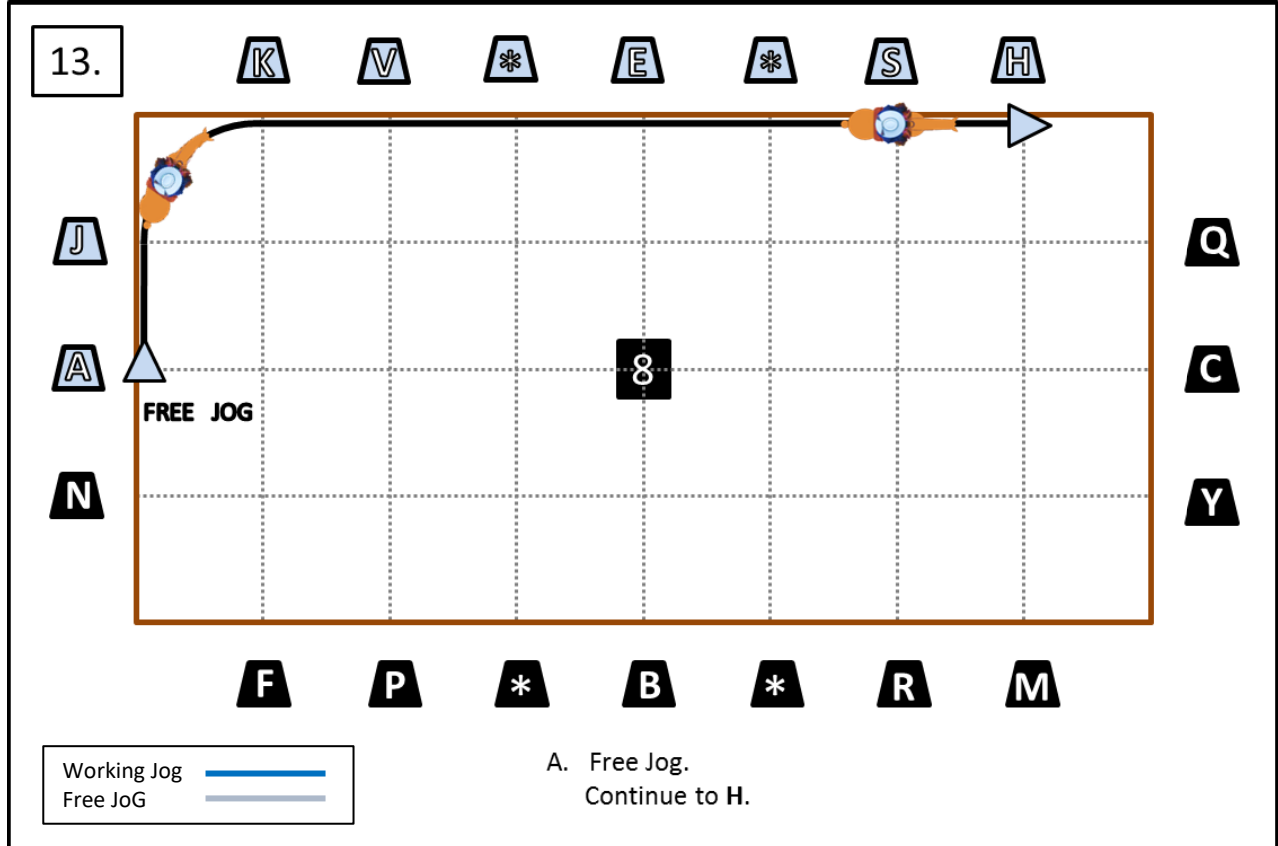 13.
K V * E * S H
J Q
A 8 C
FREE JOG
N Y
F P * B * R M
Working Jog
Free JoG
A. Free Jog.
Continue to H.